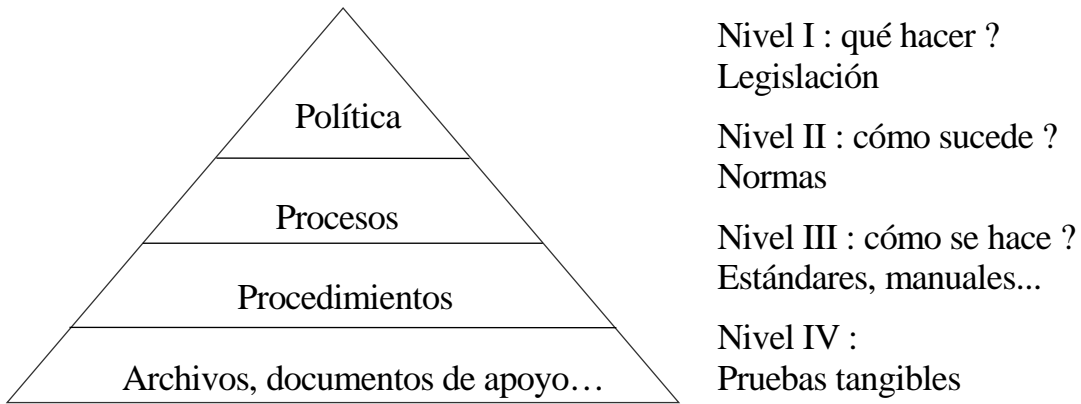 Política
Procesos
Procedimientos
Archivos, documentos de apoyo…
Nivel I : qué hacer ?
Legislación
Nivel II : cómo sucede ?
Normas
Nivel III : cómo se hace ?
Estándares, manuales...
Nivel IV :
Pruebas tangibles